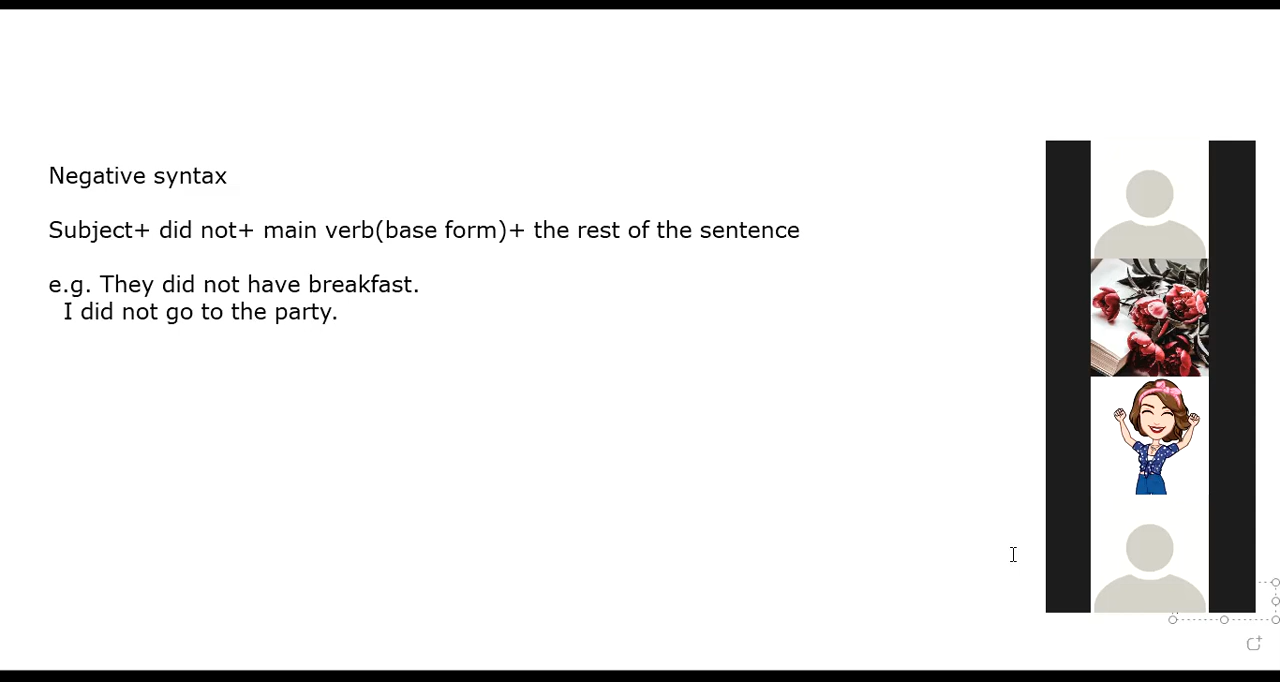 Negative syntax
Subject+ did not+ main verb(base form)+ the rest of the sentence
e.g. They did not have breakfast.
I did not go to the party.